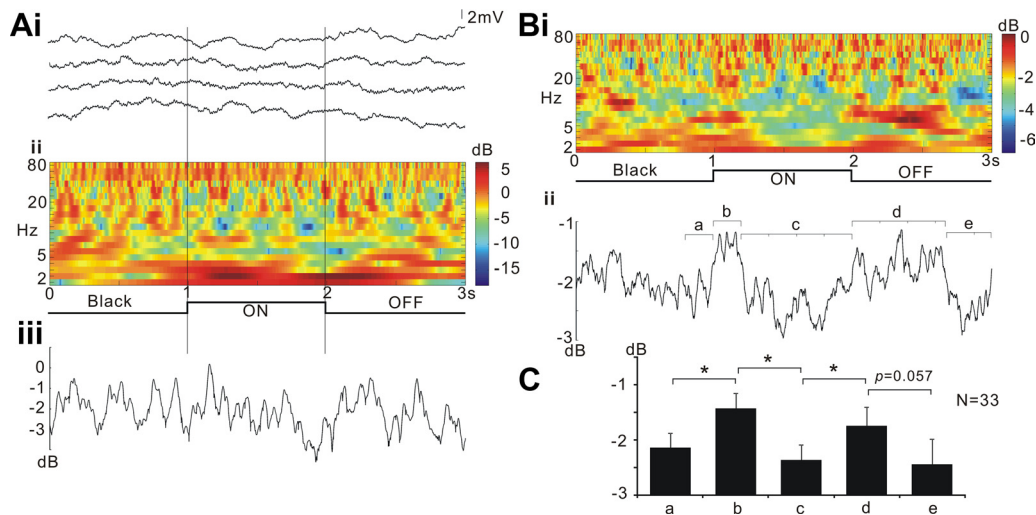 Ai
2mV
ii
dB
80
20
Hz
5
2
5
0
-5
-10
-15
0
1
2
3s
Black
ON
OFF
iii
0
-1
-2
-3
dB
Bi
dB
80
20
Hz
5
2
0
-2
-4
-6
0
1
2
3s
Black
ON
OFF
ii
-1
-2
-3
dB
a
b
c
d
e
C
dB
-1
-2
-3
*
*
*
p=0.057
N=33
a
b
c
d
e